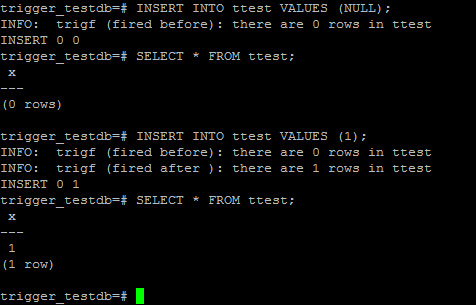 trigger_testdb=# INSERT INTO ttest VALUES (NULL);
INFO:  trigf (fired before): there are 0 rows in ttest
INSERT 0 0
trigger_testdb=# SELECT * FROM ttest;
 x
---
(0 rows)

trigger_testdb=# INSERT INTO ttest VALUES (1);
INFO:  trigf (fired before): there are 0 rows in ttest
INFO:  trigf (fired after ): there are 1 rows in ttest
INSERT 0 1
trigger_testdb=# SELECT * FROM ttest;
 x
---
 1
(1 row)

trigger_testdb=#